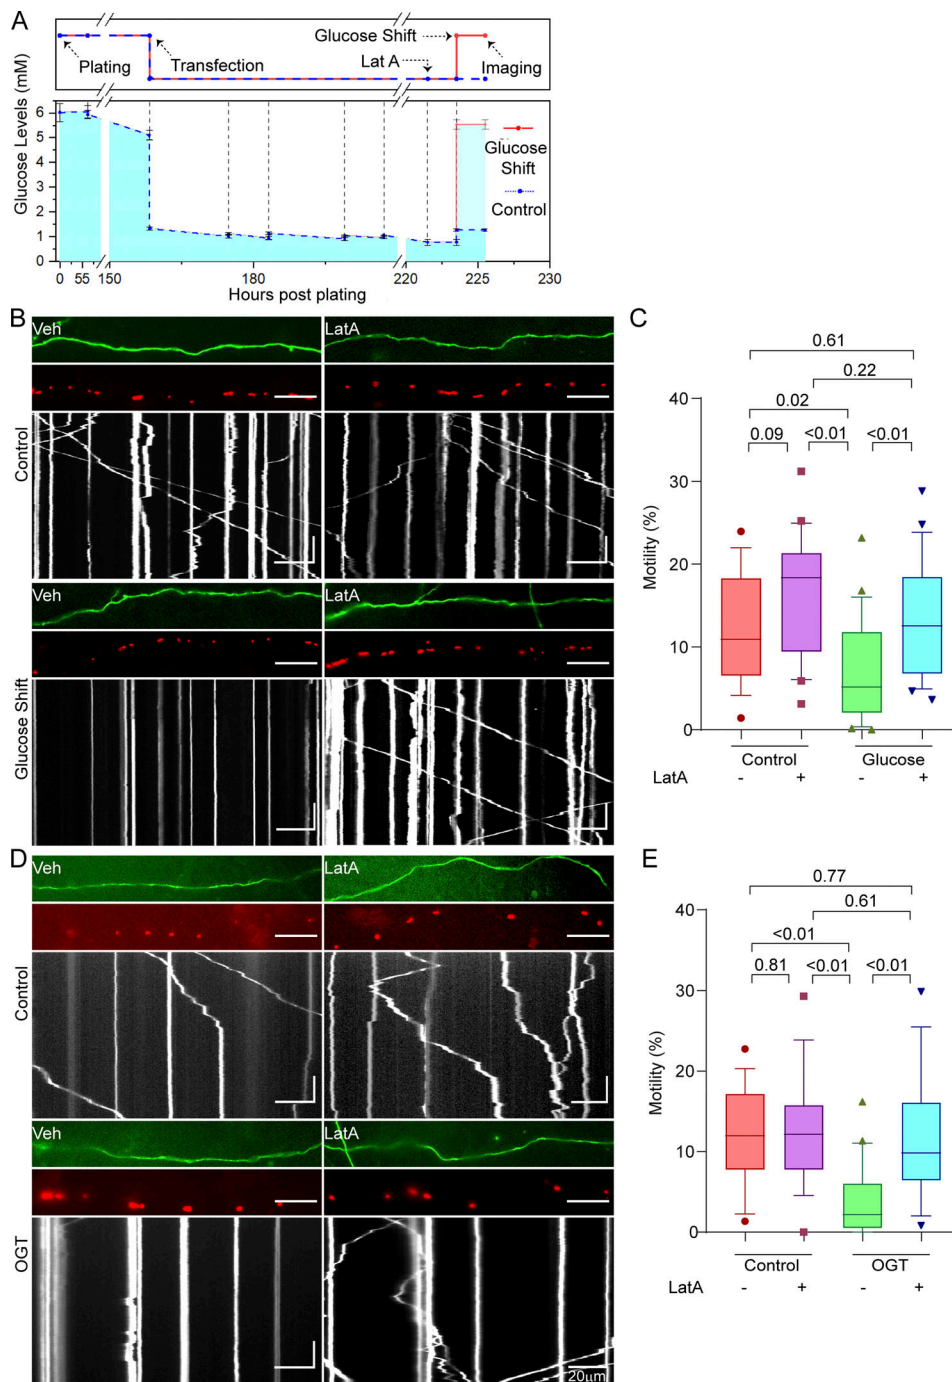 A
Glucose Shift
Plating
Transfection
Lat A
Imaging
Glucose Levels (mM)
6
5
4
3
2
1
0
Glucose
Shift
Control
0 55 150 180 220 225 230
Hours post plating
B
Veh
LatA
Control
Veh
LatA
Glucose Shift
C
0.61
0.22
0.02
0.09 <0.01 <0.01
40
30
20
10
0
Motility (%)
Control Glucose
LatA - + - +
D
Veh
LatA
Control
Veh
LatA
OGT
20μm
E
0.77
0.61
<0.01
0.81 <0.01 <0.01
40
30
20
10
0
Motility (%)
Control OGT
LatA - + - +